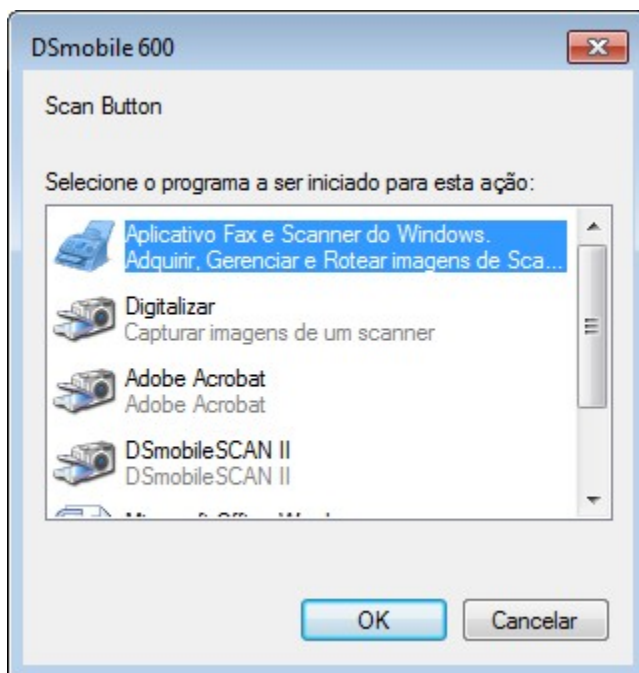 DSmobile 600
Scan Button
Selecione o programa a ser iniciado para esta ação:
Aplicativo Fax e Scanner do Windows.
Adquirir, Gerenciar e Rotear imagens de Sca...
Digitalizar
Capturar imagens de um scanner
Adobe Acrobat
Adobe Acrobat
DSmobileSCAN II
DSmobileSCAN II
OK
Cancelar